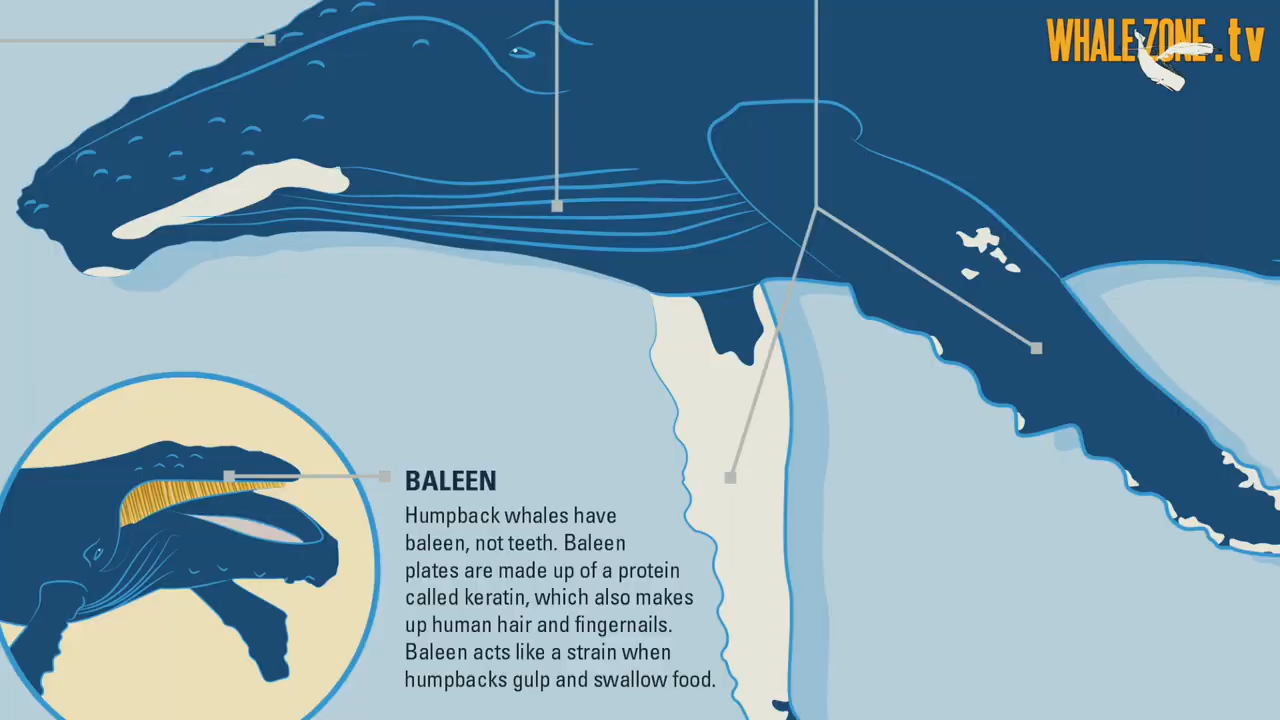 WHALE ZONE.tv
BALEEN
Humpback whales have
baleen, not teeth. Baleen
plates are made up of a protein
called keratin, which also makes
up human hair and fingernails.
Baleen acts like a strain when
humpbacks gulp and swallow food.